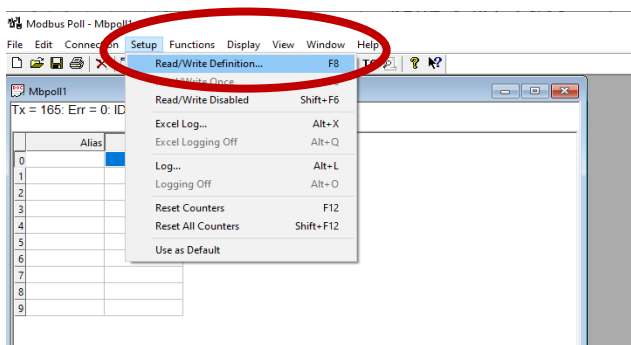 Modbus Poll - Mbpoll1
File Edit Connection Setup Functions Display View Window Help
Read/Write Definition... F8
Read/Write Once
Read/Write Disabled Shift+F6
Excel Log... Alt+X
Excel Logging Off Alt+Q
Log... Alt+L
Logging Off Alt+O
Reset Counters F12
Reset All Counters Shift+F12
Use as Default
Mbpoll1
Tx = 165: Err = 0: ID
Alias
0
1
2
3
4
5
6
7
8
9